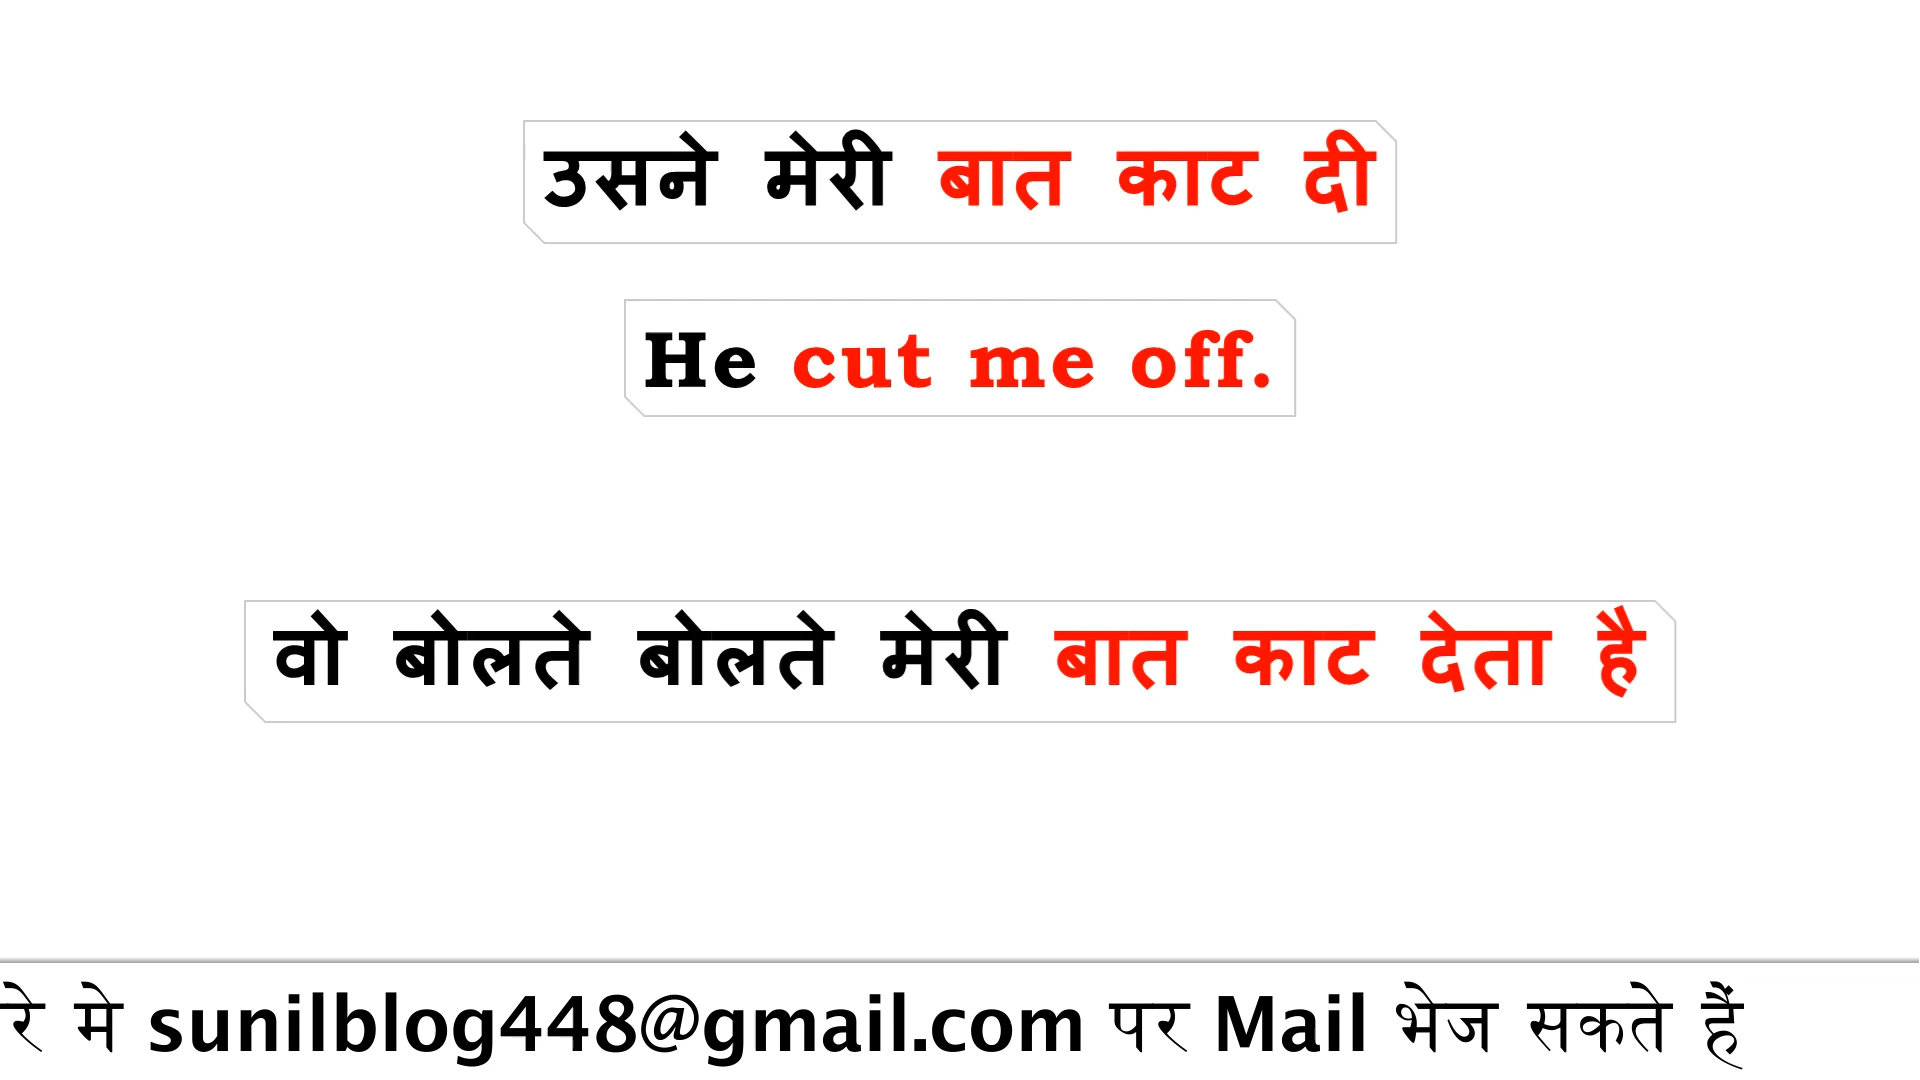 उसने मेरी बात काट दी
He cut me off.
वो बोलते बोलते मेरी बात काट देता है
रे मे sunilblog448@gmail.com पर Mail भेज सकते हैं